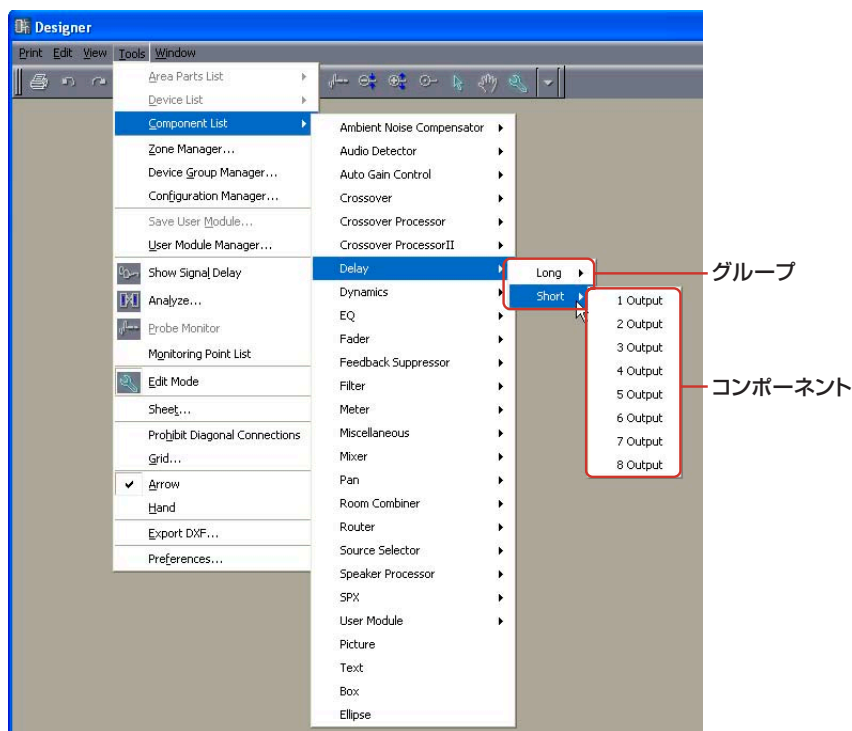 Designer
Print Edit View Tools Window
Area Parts List
Device List
Component List
Zone Manager...
Device Group Manager...
Configuration Manager...
Save User Module...
User Module Manager...
Show Signal Delay
Analyze...
Probe Monitor
Monitoring Point List
Edit Mode
Sheet...
Prohibit Diagonal Connections
Grid...
Arrow
Hand
Export DXF...
Preferences...
Ambient Noise Compensator
Audio Detector
Auto Gain Control
Crossover
Crossover Processor
Crossover ProcessorII
Delay
Dynamics
EQ
Fader
Feedback Suppressor
Filter
Meter
Miscellaneous
Mixer
Pan
Room Combiner
Router
Source Selector
Speaker Processor
SPX
User Module
Picture
Text
Box
Ellipse
Long
Short
グループ
1 Output
2 Output
3 Output
4 Output
5 Output
6 Output
7 Output
8 Output
コンポーネント